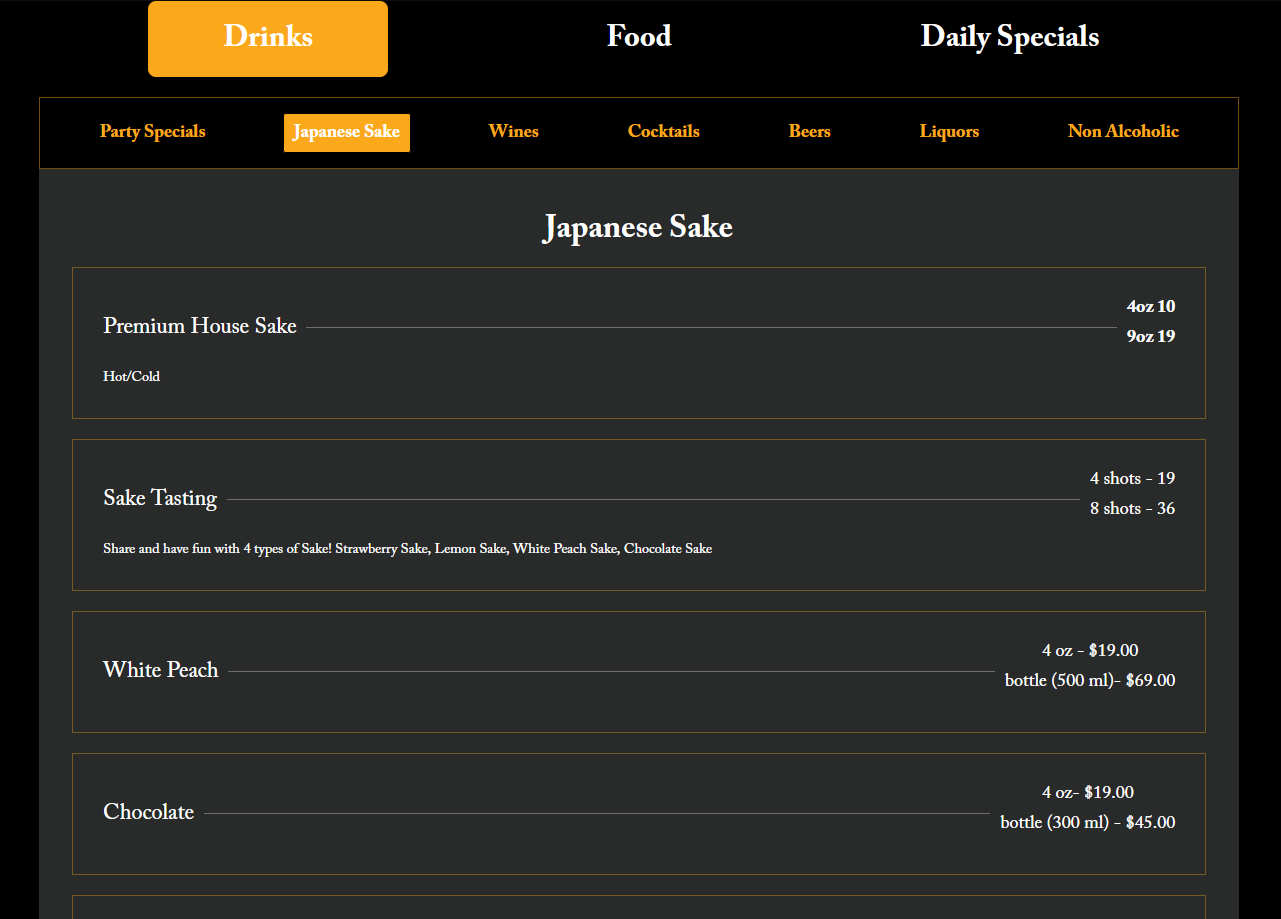 Drinks Food Daily Specials
Party Specials Japanese Sake Wines Cocktails Beers Liquors Non Alcoholic
Japanese Sake
4oz 10
Premium House Sake
9oz 19
Hot/Cold
4 shots - 19
Sake Tasting
8 shots - 36
Share and have fun with 4 types of Sake! Strawberry Sake, Lemon Sake, White Peach Sake, Chocolate Sake
4 oz - $19.00
White Peach
bottle (500 ml)- $69.00
4 oz- $19.00
Chocolate
bottle (300 ml) - $45.00